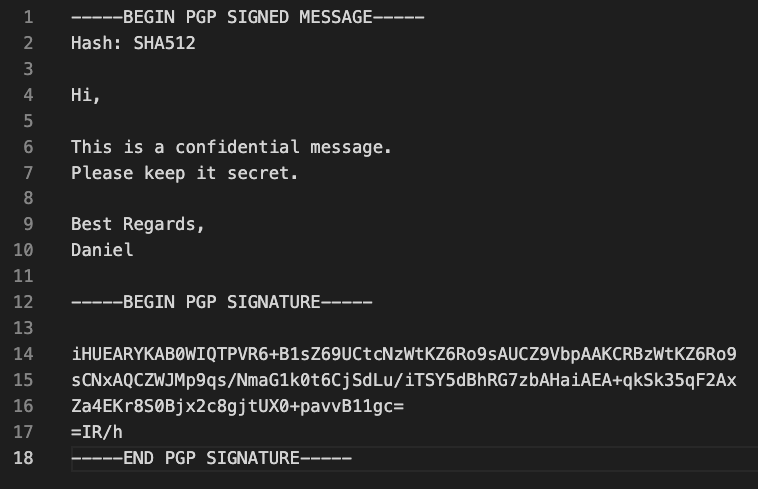 1 -----BEGIN PGP SIGNED MESSAGE-----
2 Hash: SHA512
3
4 Hi,
5
6 This is a confidential message.
7 Please keep it secret.
8
9 Best Regards,
10 Daniel
11
12 -----BEGIN PGP SIGNATURE-----
13
14 iHUEARYKAB0WIQTPVR6+B1sZ69UCtcNzWtKZ6Ro9sAUCZ9VbpAAKCRBzWtKZ6Ro9
15 sCNxAQCZWJMp9qs/NmaG1k0t6CjSdLu/iTSY5dBhRG7zbAHaiAEA+qkSk35qF2Ax
16 Za4EKr8S0Bjx2c8gjtUX0+pavvB11gc=
17 =IR/h
18 -----END PGP SIGNATURE-----